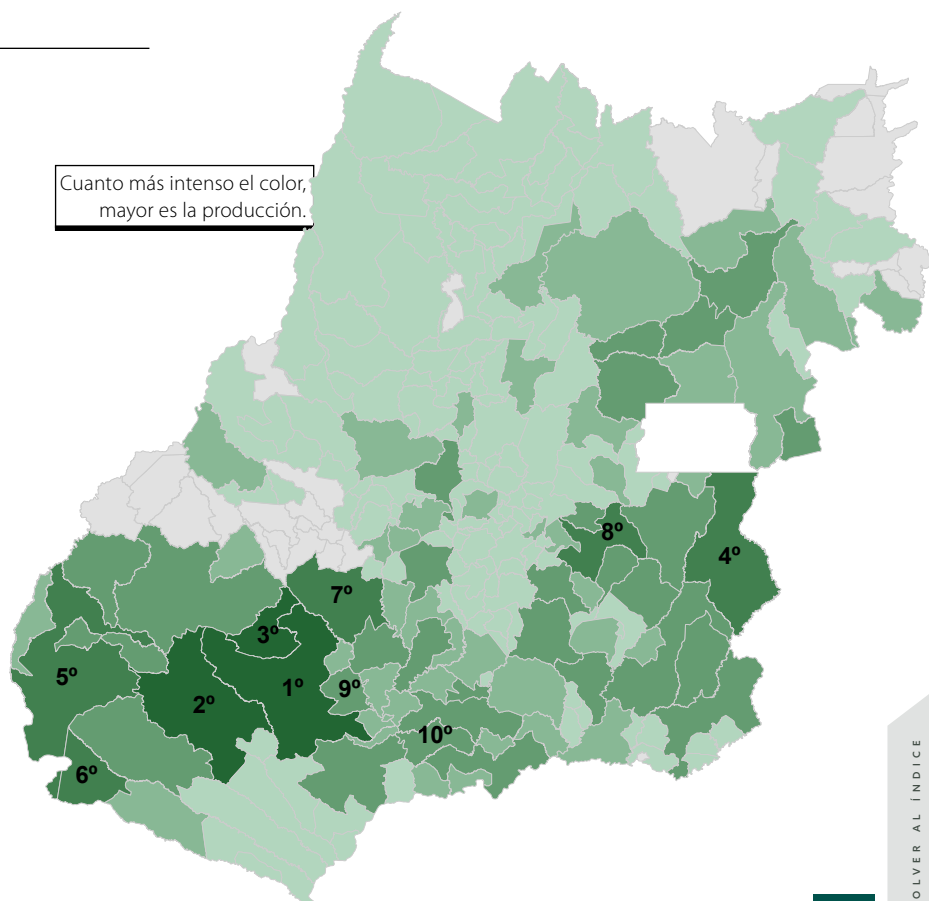 Cuanto más intenso el color,
mayor es la producción.
7º
8º
4º
3º
5º
2º
1º
9º
10º
6º
OLVER AL ÍNDICE